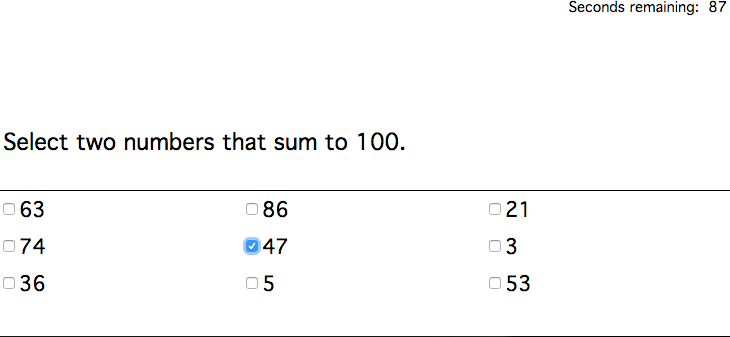 Seconds remaining: 87
Select two numbers that sum to 100.
63 86 21
74 47 3
36 5 53